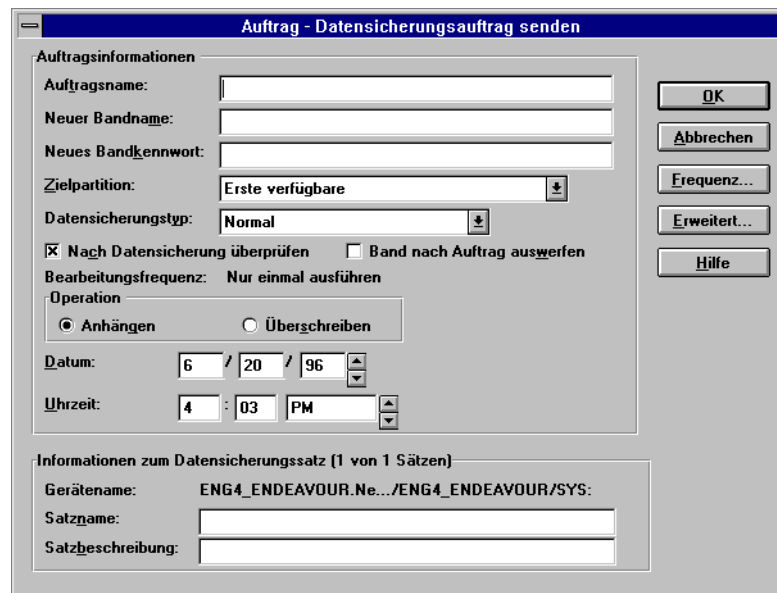 Auftrag - Datensicherungsauftrag senden
Auftragsinformationen
Auftragsname:
Neuer Bandname:
Neues Bandkennwort:
Zielpartition: Erste verfügbare
Datensicherungstyp: Normal
Nach Datensicherung überprüfen Band nach Auftrag auswerfen
Bearbeitungsfrequenz: Nur einmal ausführen
Operation
Anhängen Überschreiben
Datum: 6 / 20 / 96
Uhrzeit: 4 : 03 PM
OK
Abbrechen
Frequenz...
Erweitert...
Hilfe
Informationen zum Datensicherungssatz (1 von 1 Sätzen)
Gerätename: ENG4_ENDEAVOUR.Ne.../ENG4_ENDEAVOUR/SYS:
Satzname:
Satzbeschreibung: